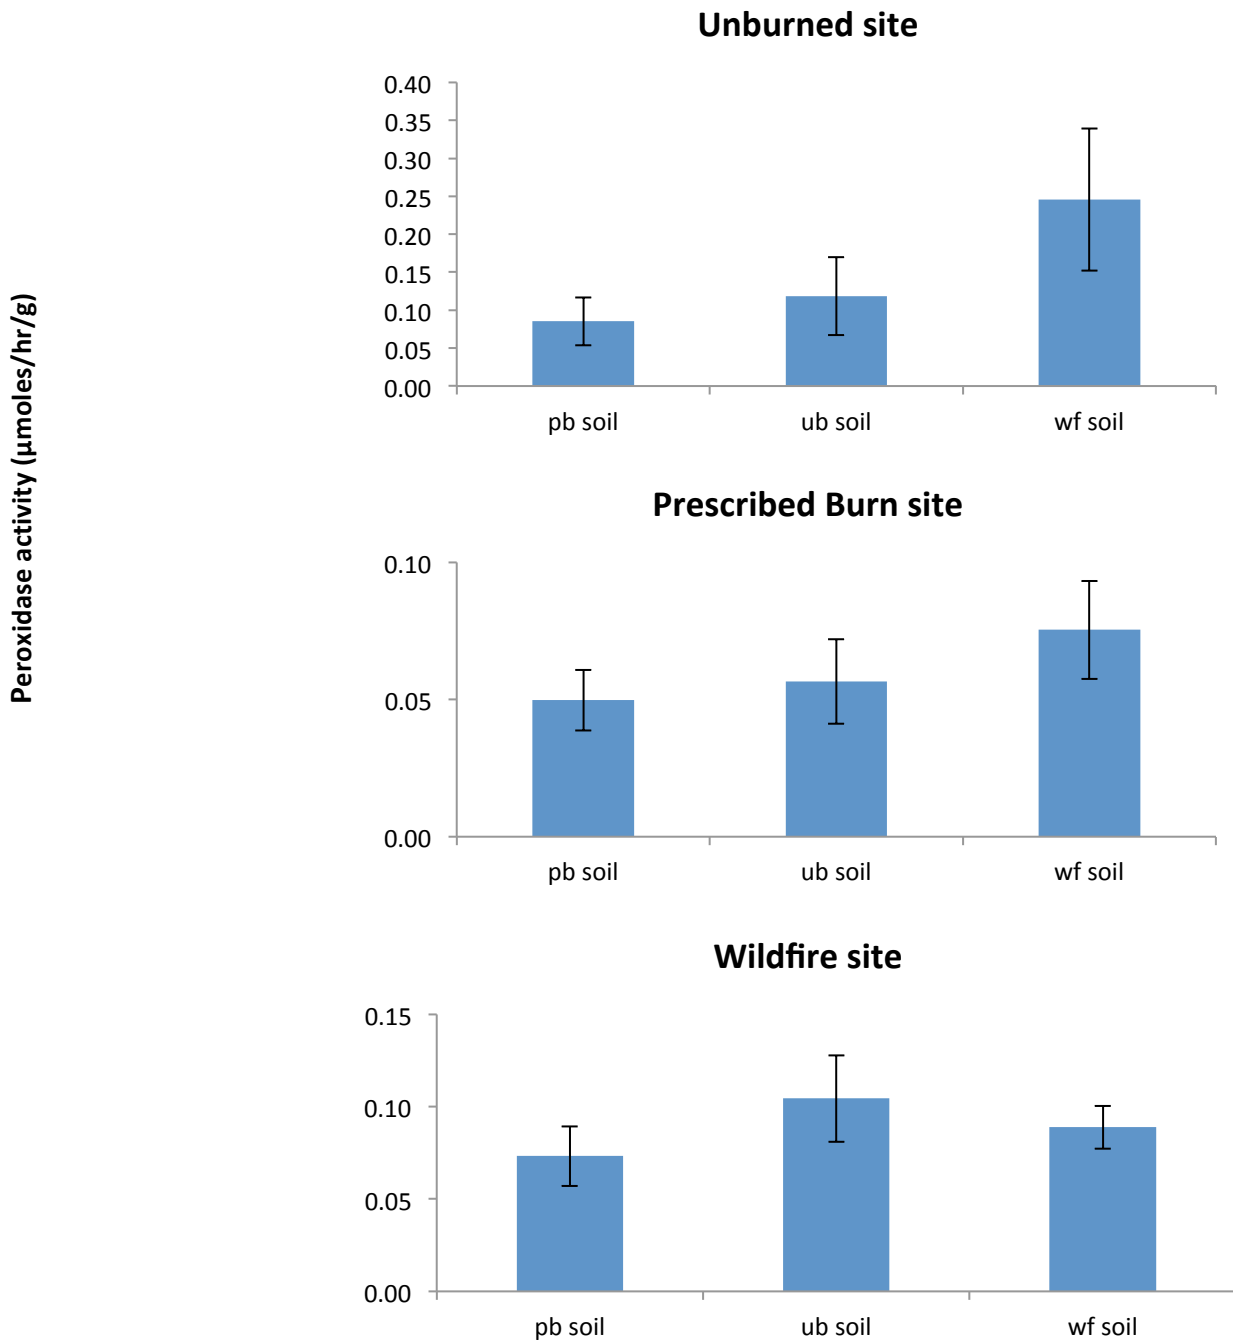 Peroxidase activity (μmoles/hr/g)
Unburned site
0.40
0.35
0.30
0.25
0.20
0.15
0.10
0.05
0.00
pb soil ub soil wf soil
Prescribed Burn site
0.10
0.05
0.00
pb soil ub soil wf soil
Wildfire site
0.15
0.10
0.05
0.00
pb soil ub soil wf soil